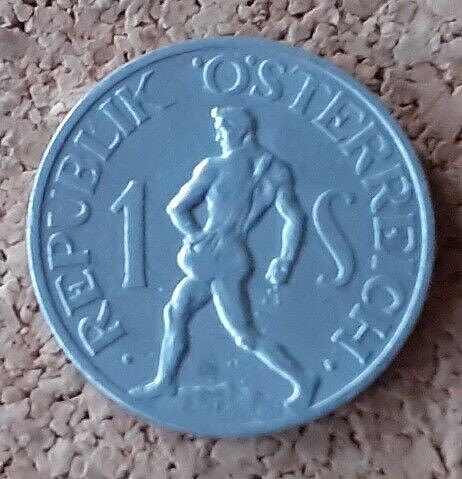 · REPUBLIK ÖSTERREICH ·
1 S